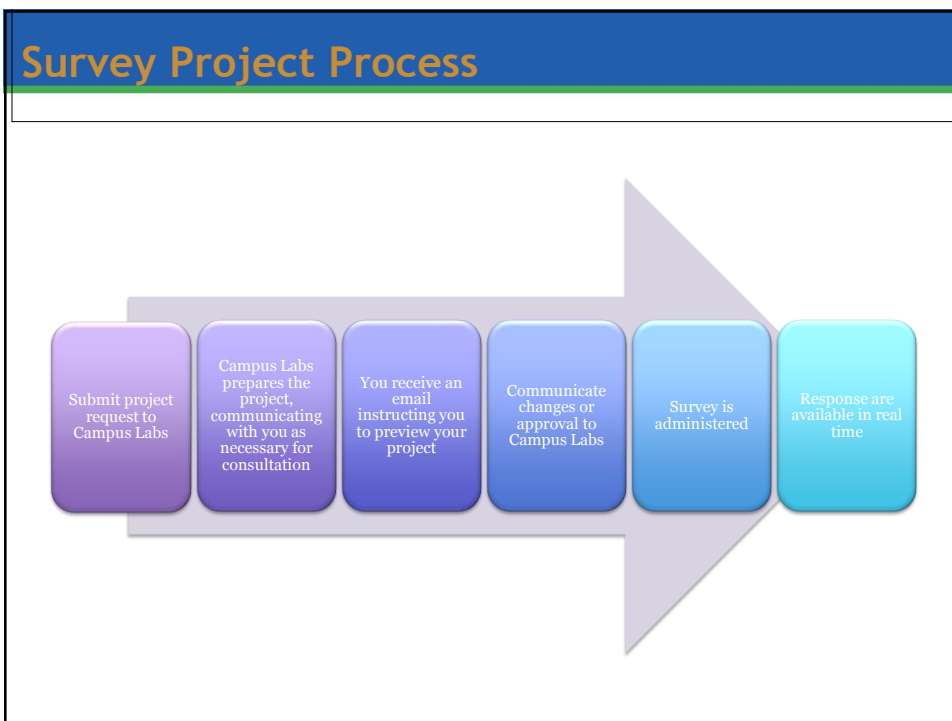 Survey Project Process
Submit project
request to
Campus Labs
Campus Labs
prepares the
project,
communicating
with you as
necessary for
consultation
You receive an
email
instructing you
to preview your
project
Communicate
changes or
approval to
Campus Labs
Survey is
administered
Response are
available in real
time